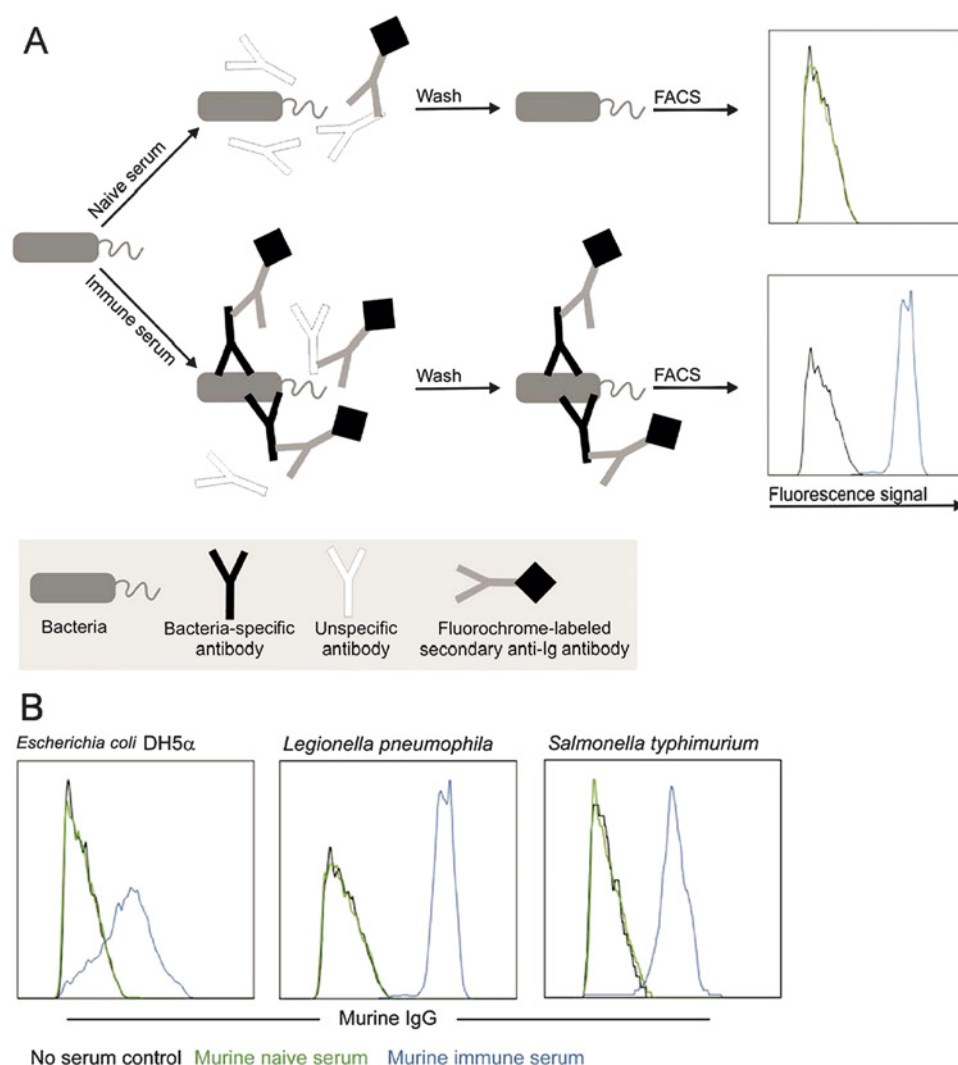 A
Naive serum
Wash
FACS
Immune serum
Wash
FACS
Fluorescence signal
Bacteria
Bacteria-specific
antibody
Unspecific
antibody
Fluorochrome-labeled
secondary anti-Ig antibody
B
Escherichia coli DH5α
Legionella pneumophila
Salmonella typhimurium
Murine IgG
No serum control Murine naive serum Murine immune serum